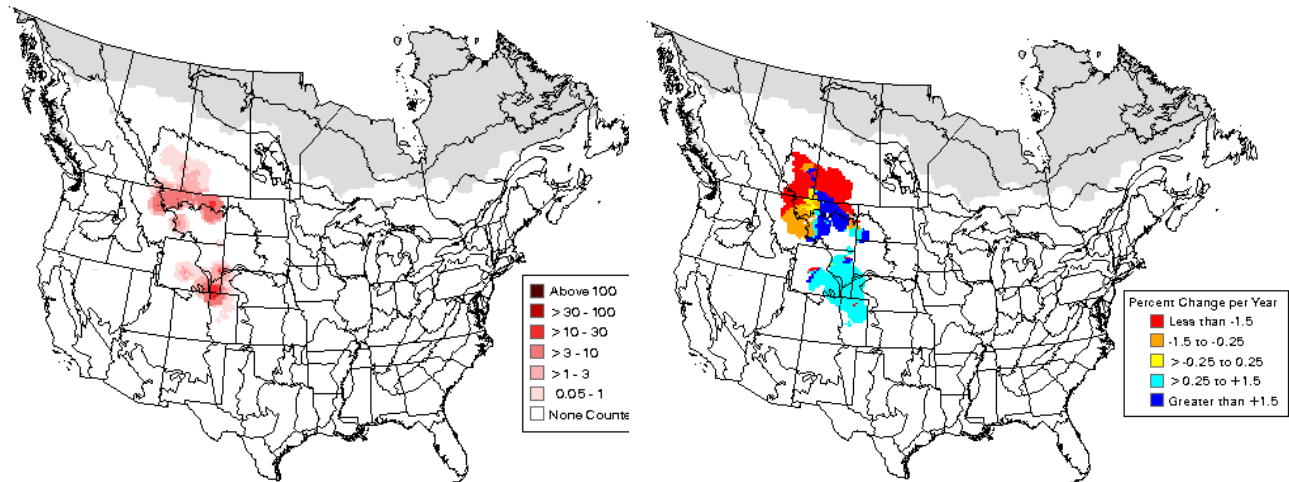 Above 100
>30 - 100
>10 - 30
>3 - 10
>1 - 3
0.05 - 1
None Counte
Percent Change per Year
Less than -1.5
-1.5 to -0.25
>-0.25 to 0.25
>0.25 to +1.5
Greater than +1.5